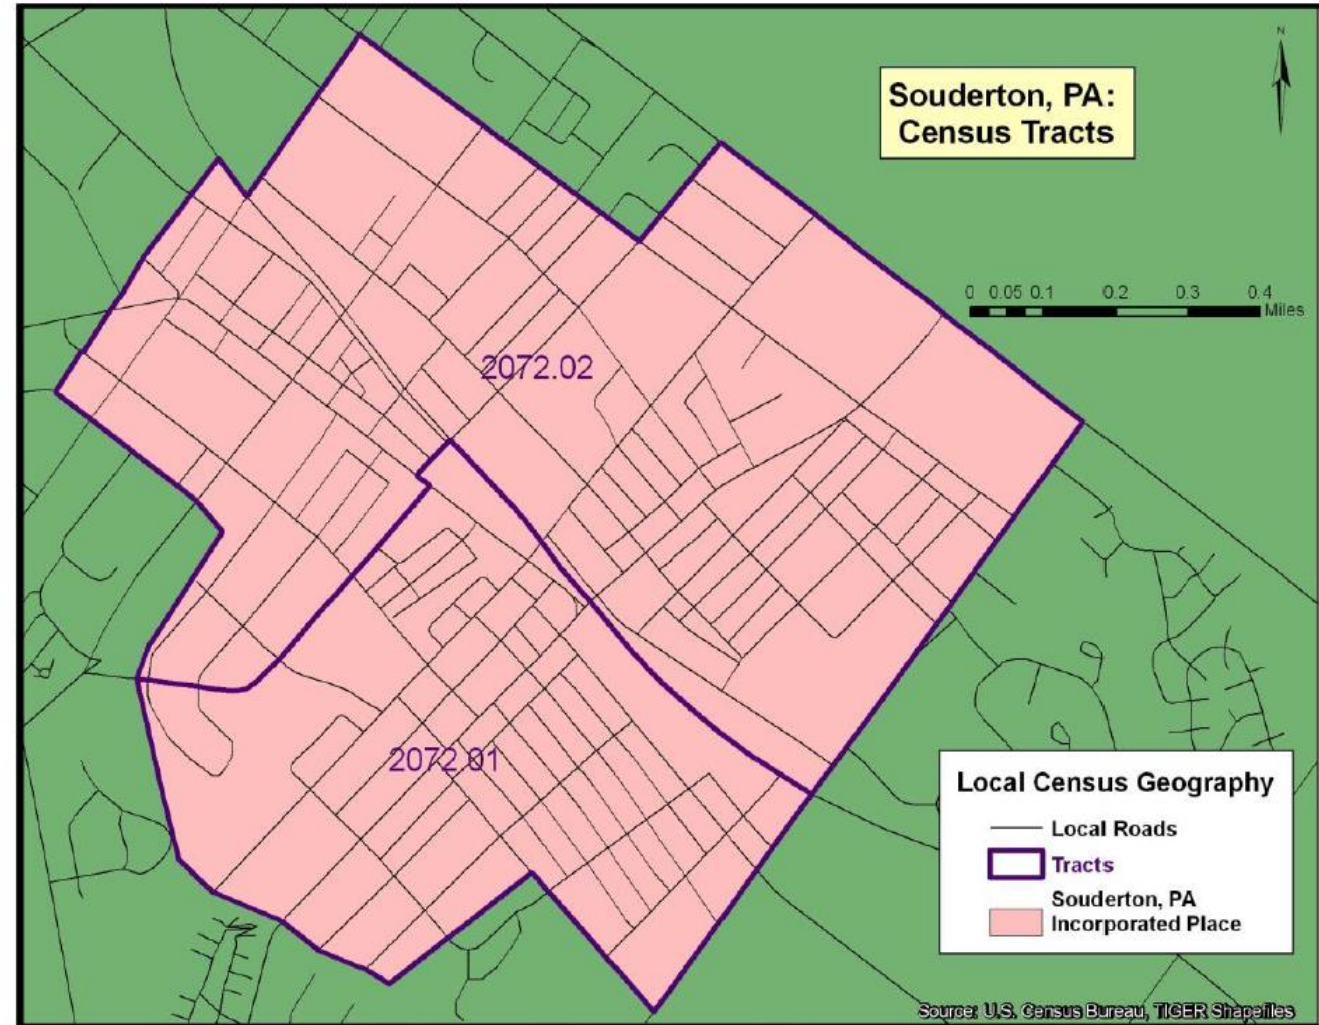 N
Souderton, PA:
Census Tracts
0 0.05 0.1 0.2 0.3 0.4
Miles
2072.02
2072.01
Local Census Geography
Local Roads
Tracts
Souderton, PA
Incorporated Place
Source: U.S. Census Bureau, TIGER Shapefiles